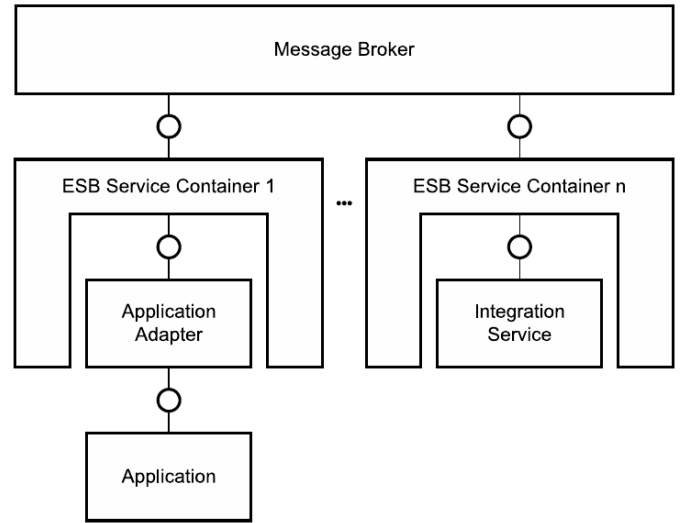 Message Broker
ESB Service Container 1
ESB Service Container n
...
Application
Adapter
Integration
Service
Application